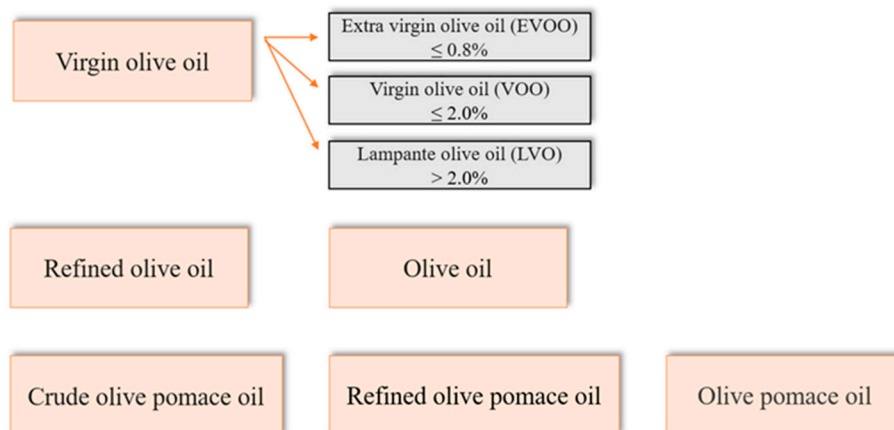 Virgin olive oil
Extra virgin olive oil (EVOO)
≤ 0.8%
Virgin olive oil (VOO)
≤ 2.0%
Lampante olive oil (LVO)
> 2.0%
Refined olive oil
Olive oil
Crude olive pomace oil
Refined olive pomace oil
Olive pomace oil